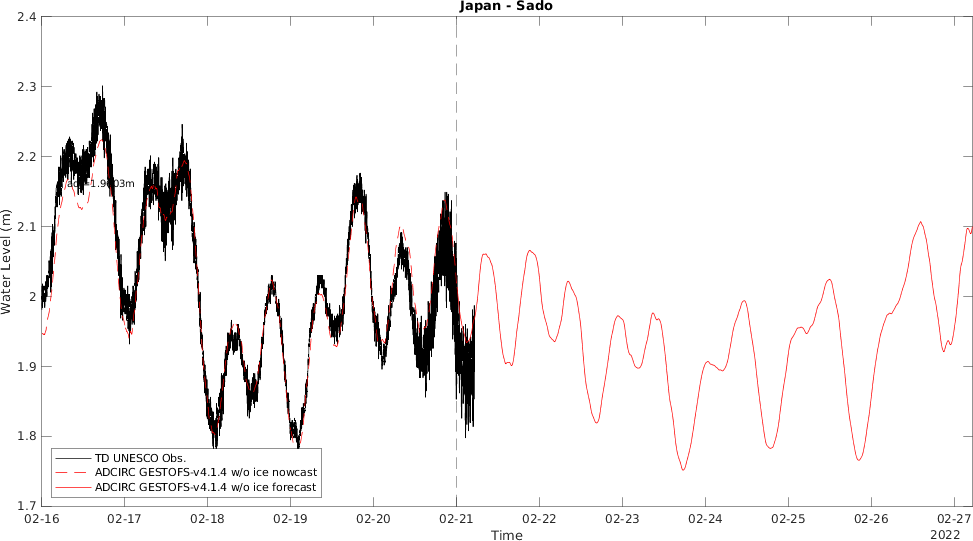 Japan - Sado
2.4
2.3
2.2
2.1
2
1.9
1.8
1.7
Water Level (m)
TD UNESCO Obs.
ADCIRC GESTOFS-v4.1.4 w/o ice nowcast
ADCIRC GESTOFS-v4.1.4 w/o ice forecast
02-16 02-17 02-18 02-19 02-20 02-21 02-22 02-23 02-24 02-25 02-26 02-27
Time
2022